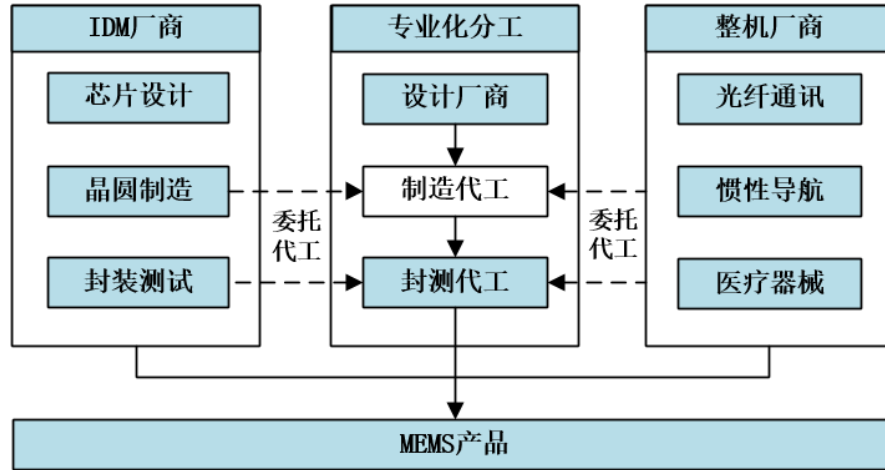 IDM厂商
专业化分工
整机厂商
芯片设计
设计厂商
光纤通讯
晶圆制造
制造代工
惯性导航
委托
代工
委托
代工
封装测试
封测代工
医疗器械
MEMS产品